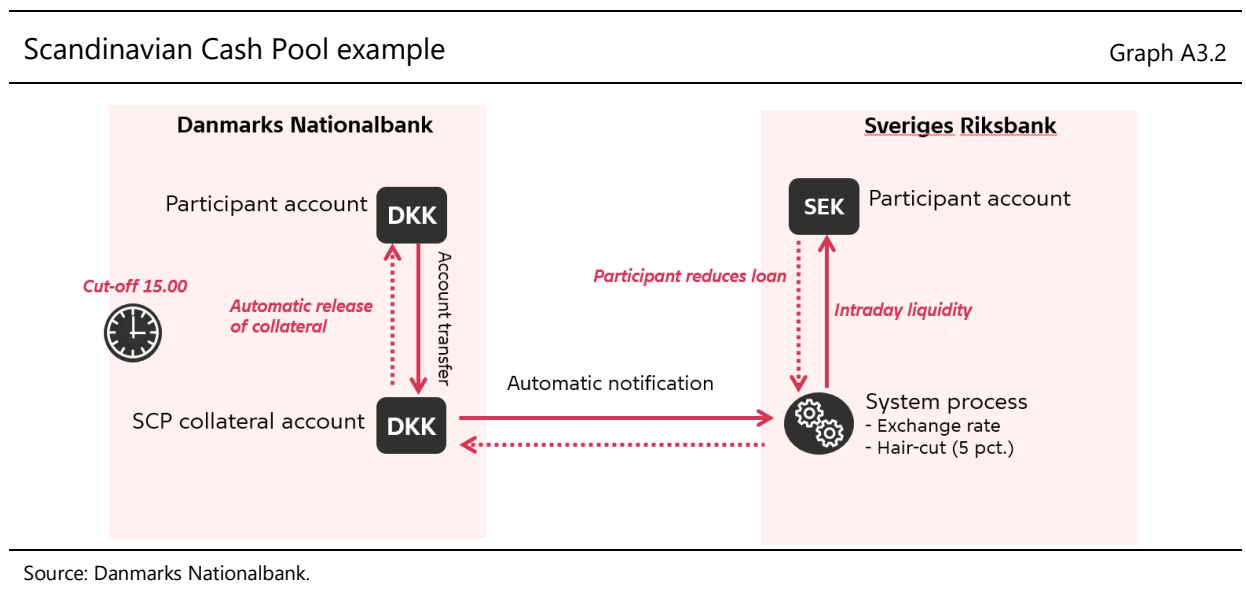 Scandinavian Cash Pool example
Graph A3.2
Danmarks Nationalbank
Sveriges Riksbank
Participant account
DKK
SEK
Participant account
Cut-off 15.00
Automatic release
of collateral
Account transfer
Participant reduces loan
Intraday liquidity
Automatic notification
SCP collateral account
DKK
System process
- Exchange rate
- Hair-cut (5 pct.)
Source: Danmarks Nationalbank.